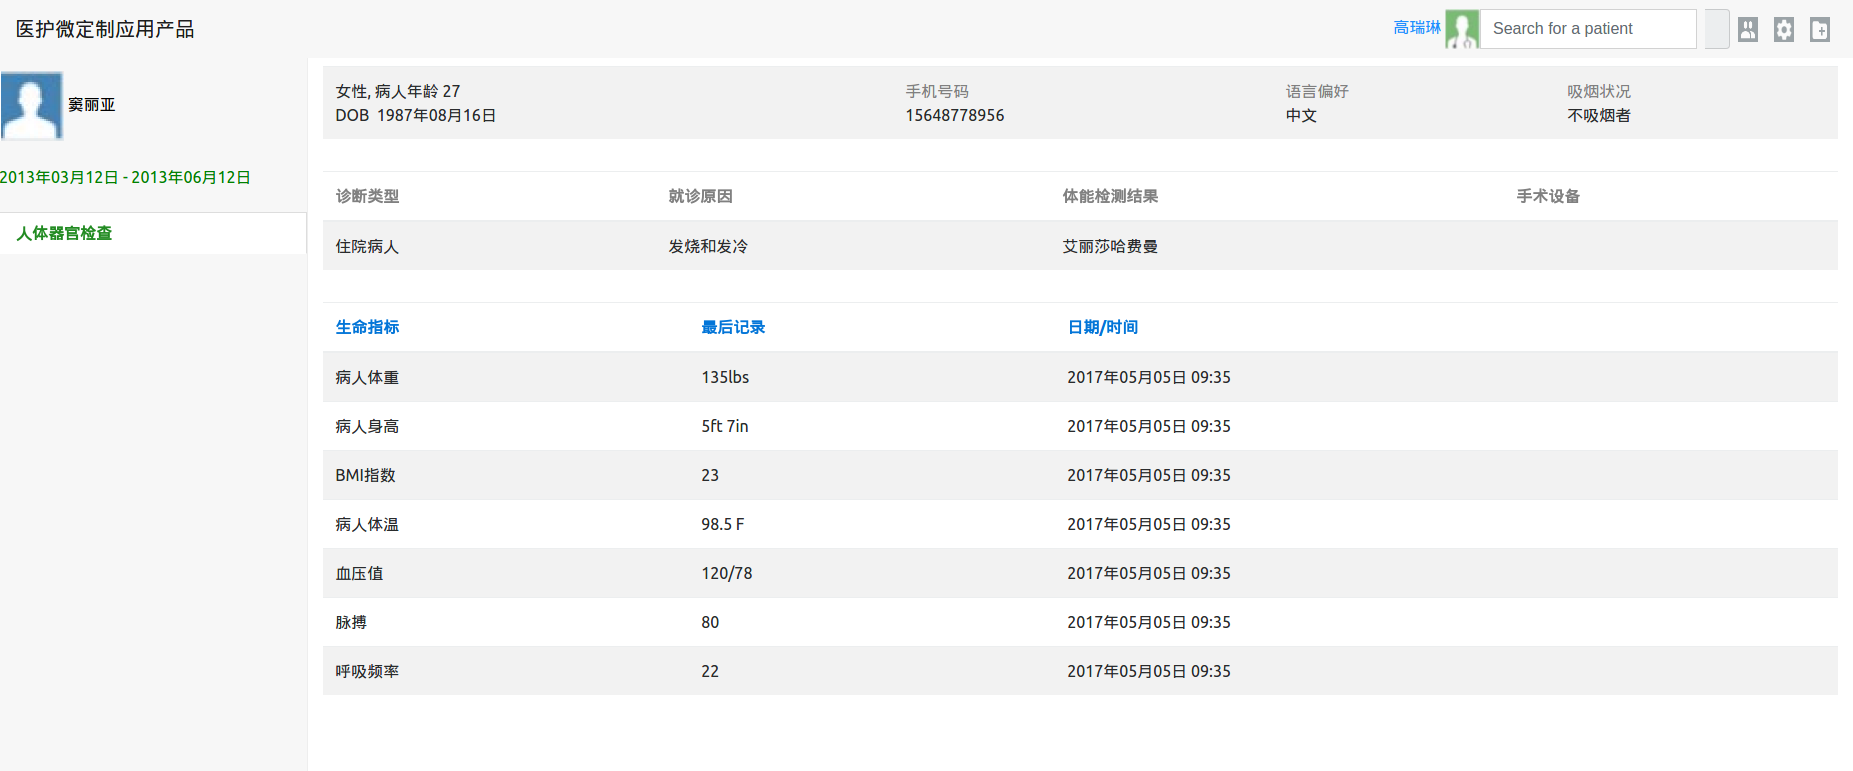 医护微定制应用产品
高瑞琳
Search for a patient
窦丽亚
2013年03月12日 - 2013年06月12日
人体器官检查
女性, 病人年龄 27 手机号码 语言偏好 吸烟状况
DOB 1987年08月16日 15648778956 中文 不吸烟者
诊断类型 就诊原因 体能检测结果 手术设备
住院病人 发烧和发冷 艾丽莎哈费曼
生命指标 最后记录 日期/时间
病人体重 135lbs 2017年05月05日 09:35
病人身高 5ft 7in 2017年05月05日 09:35
BMI指数 23 2017年05月05日 09:35
病人体温 98.5 F 2017年05月05日 09:35
血压值 120/78 2017年05月05日 09:35
脉搏 80 2017年05月05日 09:35
呼吸频率 22 2017年05月05日 09:35